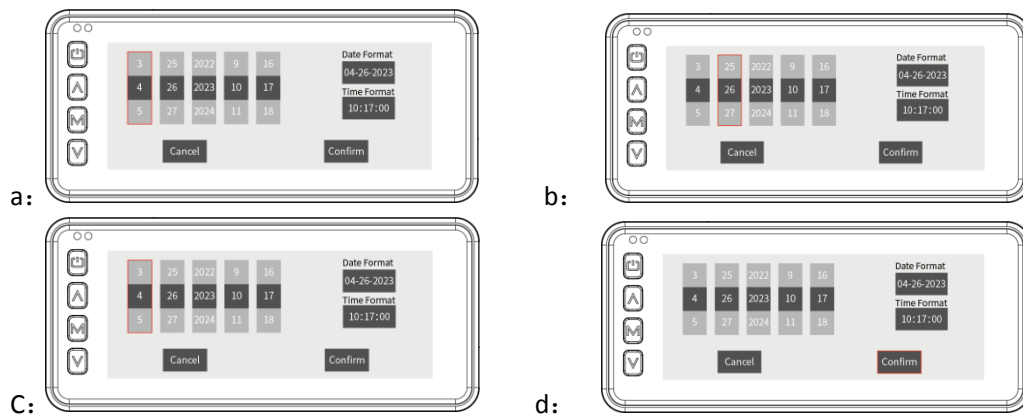 Date Format
3 25 2022 9 16
04-26-2023
4 26 2023 10 17
Time Format
5 27 2024 11 18
10:17:00
Cancel Confirm
a:
Date Format
3 25 2022 9 16
04-26-2023
4 26 2023 10 17
Time Format
5 27 2024 11 18
10:17:00
Cancel Confirm
b:
Date Format
3 25 2022 9 16
04-26-2023
4 26 2023 10 17
Time Format
5 27 2024 11 18
10:17:00
Cancel Confirm
C:
Date Format
3 25 2022 9 16
04-26-2023
4 26 2023 10 17
Time Format
5 27 2024 11 18
10:17:00
Cancel Confirm
d: